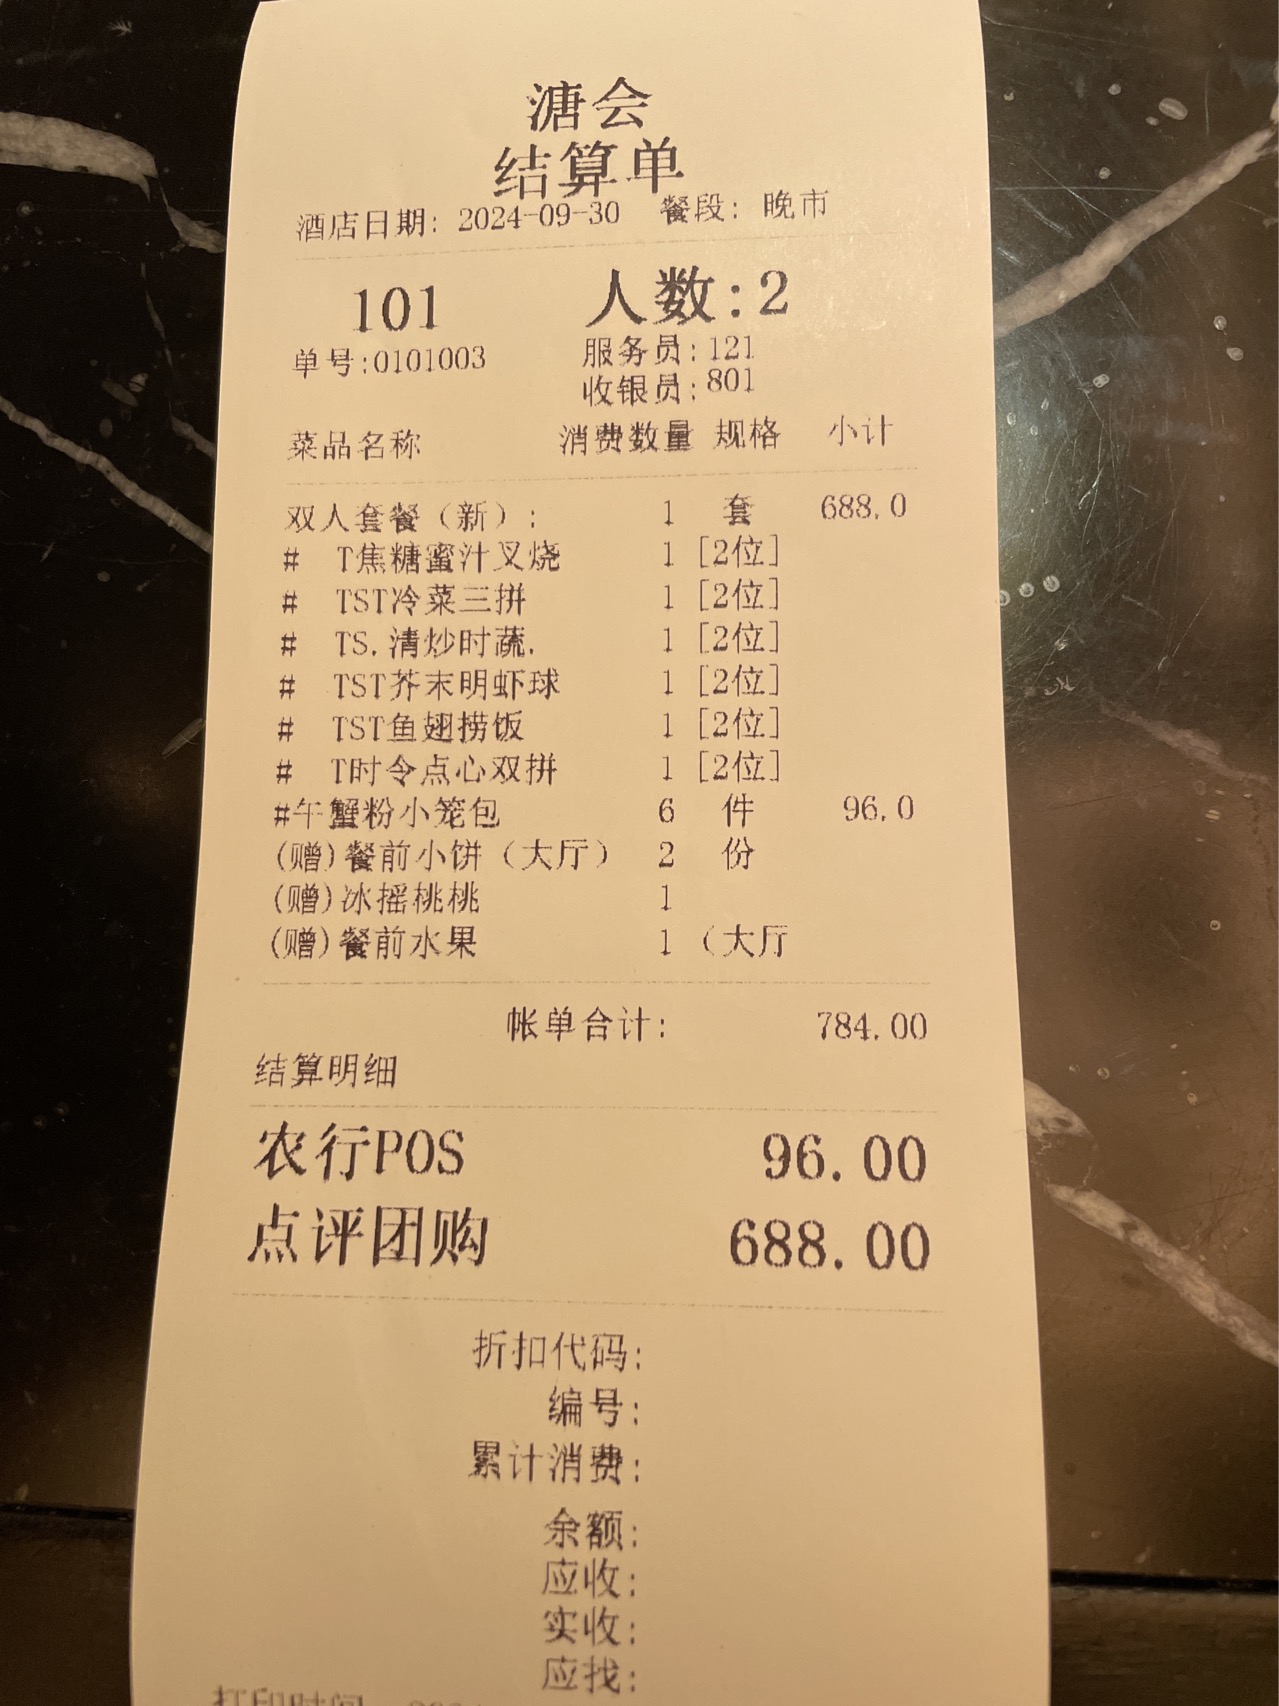 溏会
结算单
酒店日期: 2024-09-30 餐段: 晚市
101 人数:2
单号:0101003 服务员:121
收银员:801
菜品名称 消费数量 规格 小计
双人套餐（新）: 1 套 688.0
# T焦糖蜜汁叉烧 1 [2位]
# TST冷菜三拼 1 [2位]
# TS.清炒时蔬. 1 [2位]
# TST芥末明虾球 1 [2位]
# TST鱼翅捞饭 1 [2位]
# T时令点心双拼 1 [2位]
#午蟹粉小笼包 6 件 96.0
(赠)餐前小饼（大厅） 2 份
(赠)冰摇桃桃 1
(赠)餐前水果 1（大厅
帐单合计: 784.00
结算明细
农行POS 96.00
点评团购 688.00
折扣代码:
编号:
累计消费:
余额:
应收:
实收:
应找:
打印时间